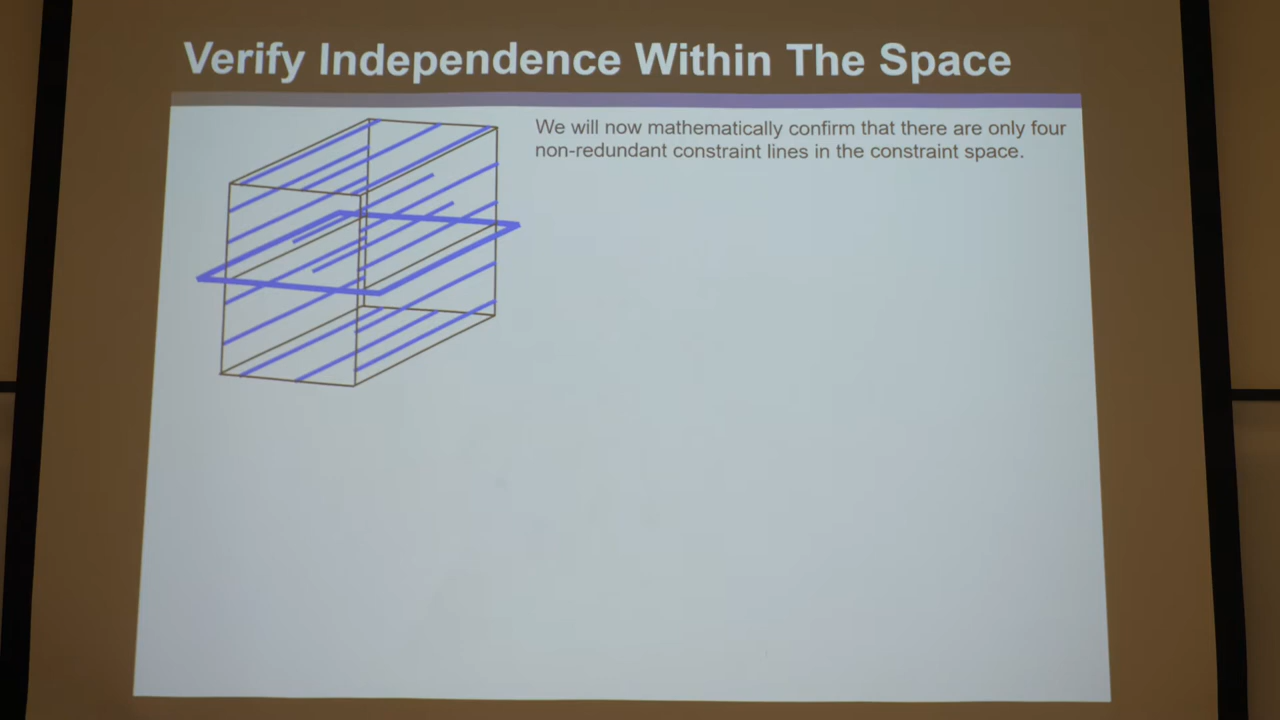 Verify Independence Within The Space
We will now mathematically confirm that there are only four
non-redundant constraint lines in the constraint space.